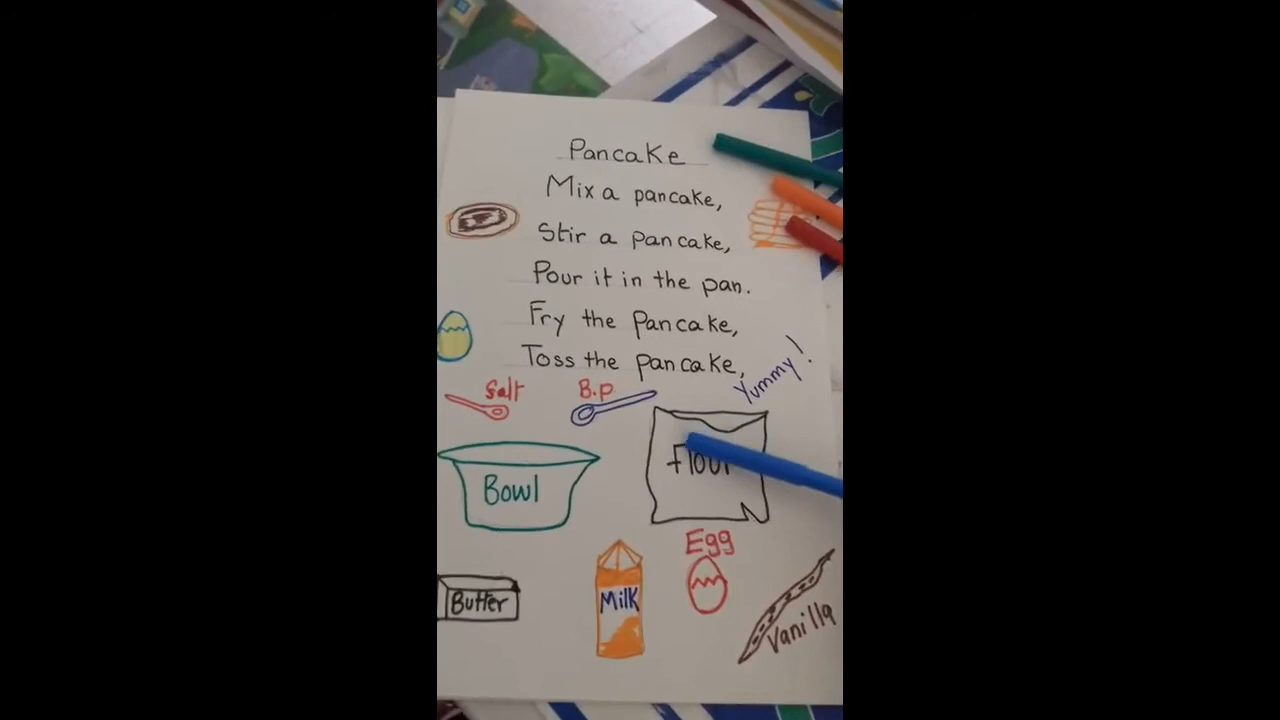 Pancake
Mix a pancake,
Stir a pancake,
Pour it in the pan.
Fry the Pancake,
Toss the pancake,
Yummy!
Salt
B.p
Flour
Bowl
Egg
Butter
Milk
Vanilla